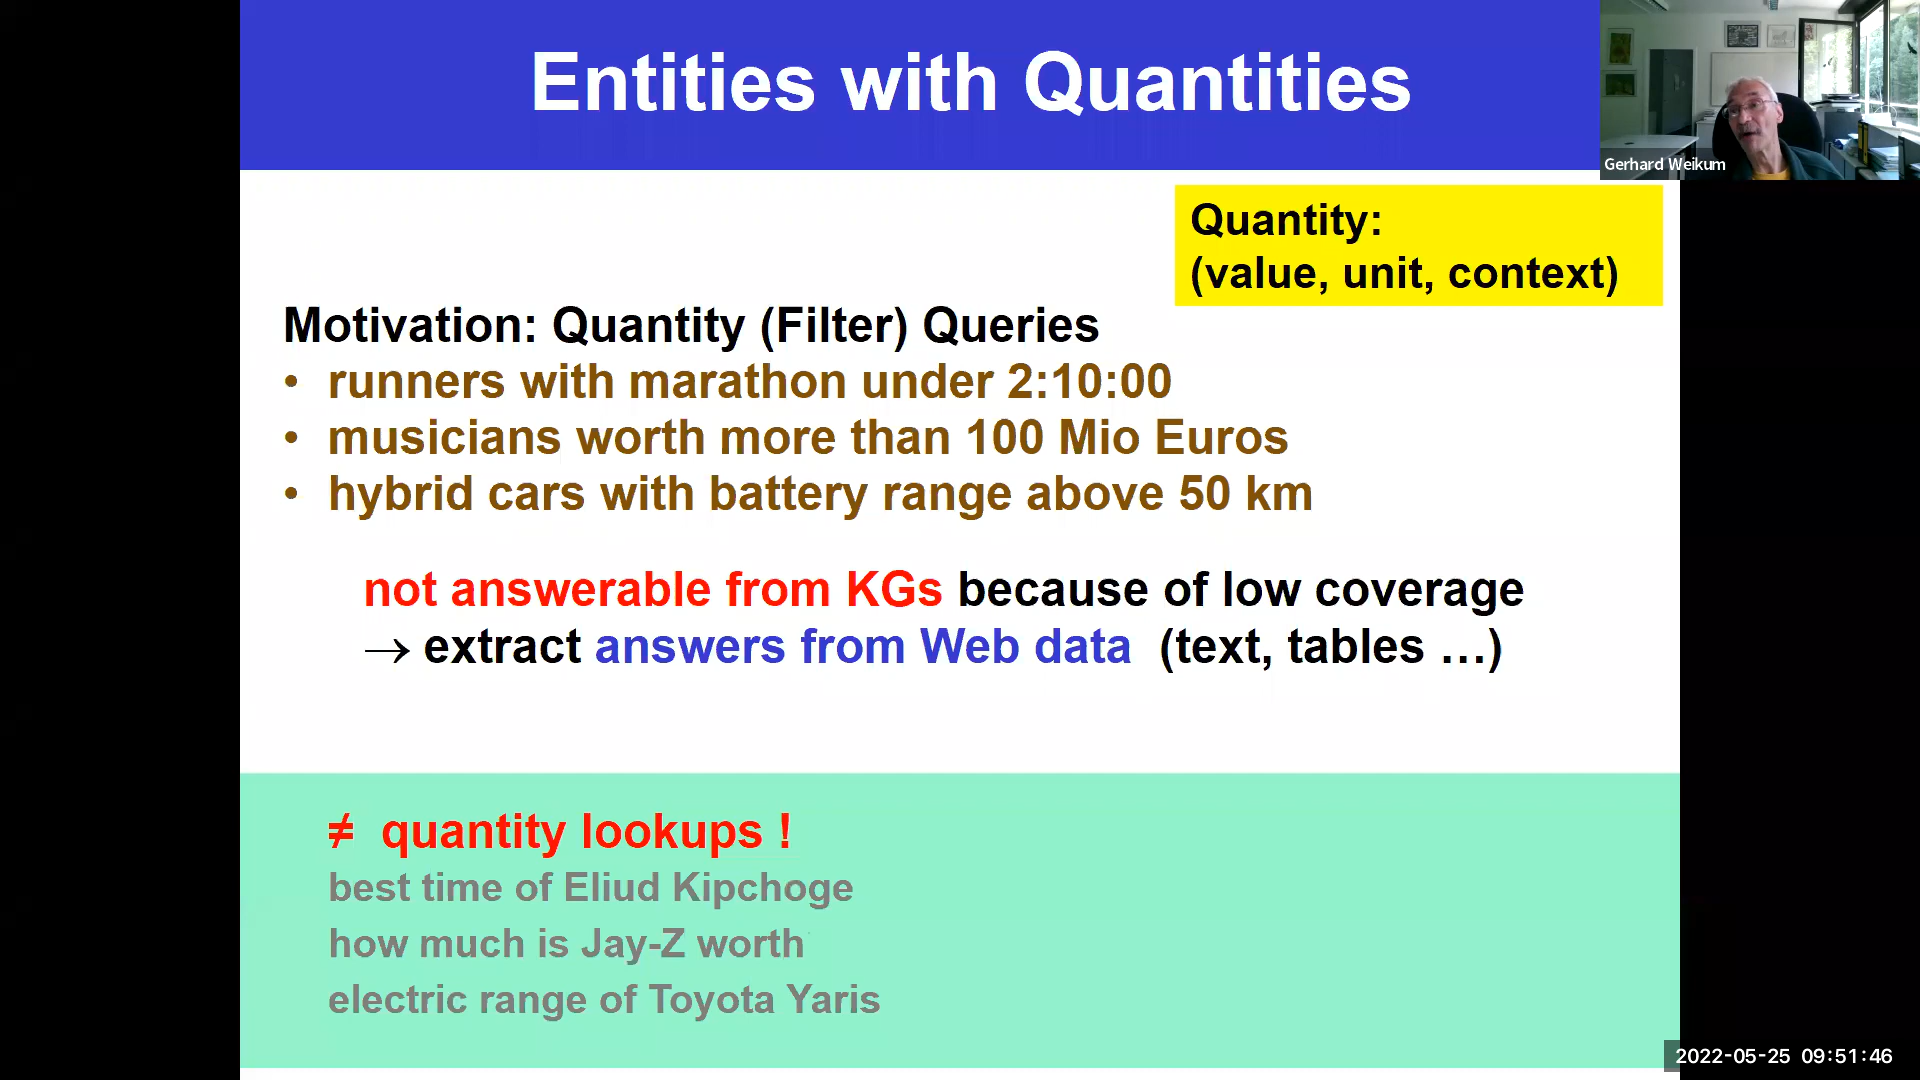 Entities with Quantities
Gerhard Weikum
Quantity:
(value, unit, context)
Motivation: Quantity (Filter) Queries
• runners with marathon under 2:10:00
• musicians worth more than 100 Mio Euros
• hybrid cars with battery range above 50 km
not answerable from KGs because of low coverage
→ extract answers from Web data (text, tables …)
≠ quantity lookups !
best time of Eliud Kipchoge
how much is Jay-Z worth
electric range of Toyota Yaris
2022-05-25 09:51:46